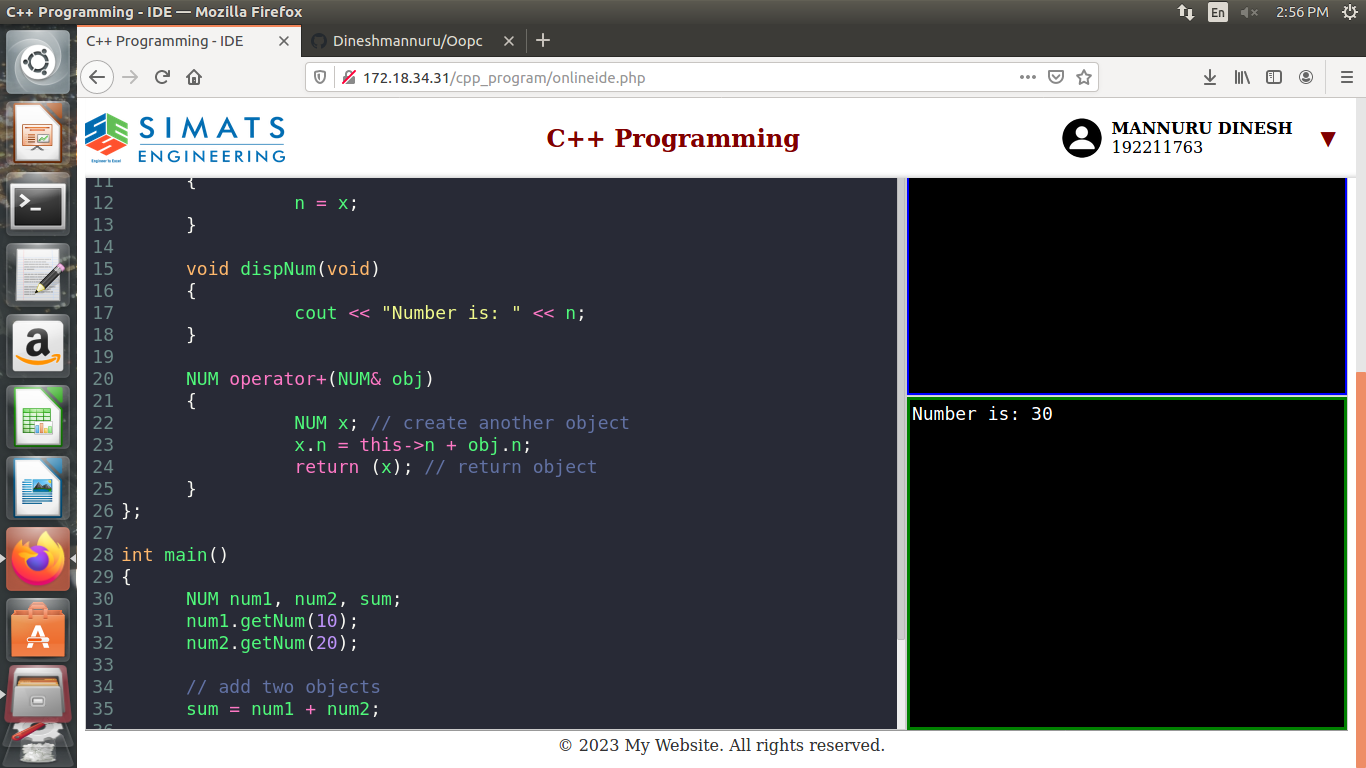 C++ Programming - IDE — Mozilla Firefox
En
2:56 PM
C++ Programming - IDE
Dineshmannuru/Oopc
172.18.34.31/cpp_program/onlineide.php
SIMATS
ENGINEERING
Engineer to Excel
C++ Programming
MANNURU DINESH
192211763
11 {
12 n = x;
13 }
14
15 void dispNum(void)
16 {
17 cout << "Number is: " << n;
18 }
19
20 NUM operator+(NUM& obj)
21 {
22 NUM x; // create another object
23 x.n = this->n + obj.n;
24 return (x); // return object
25 }
26 };
27
28 int main()
29 {
30 NUM num1, num2, sum;
31 num1.getNum(10);
32 num2.getNum(20);
33
34 // add two objects
35 sum = num1 + num2;
36
Number is: 30
© 2023 My Website. All rights reserved.